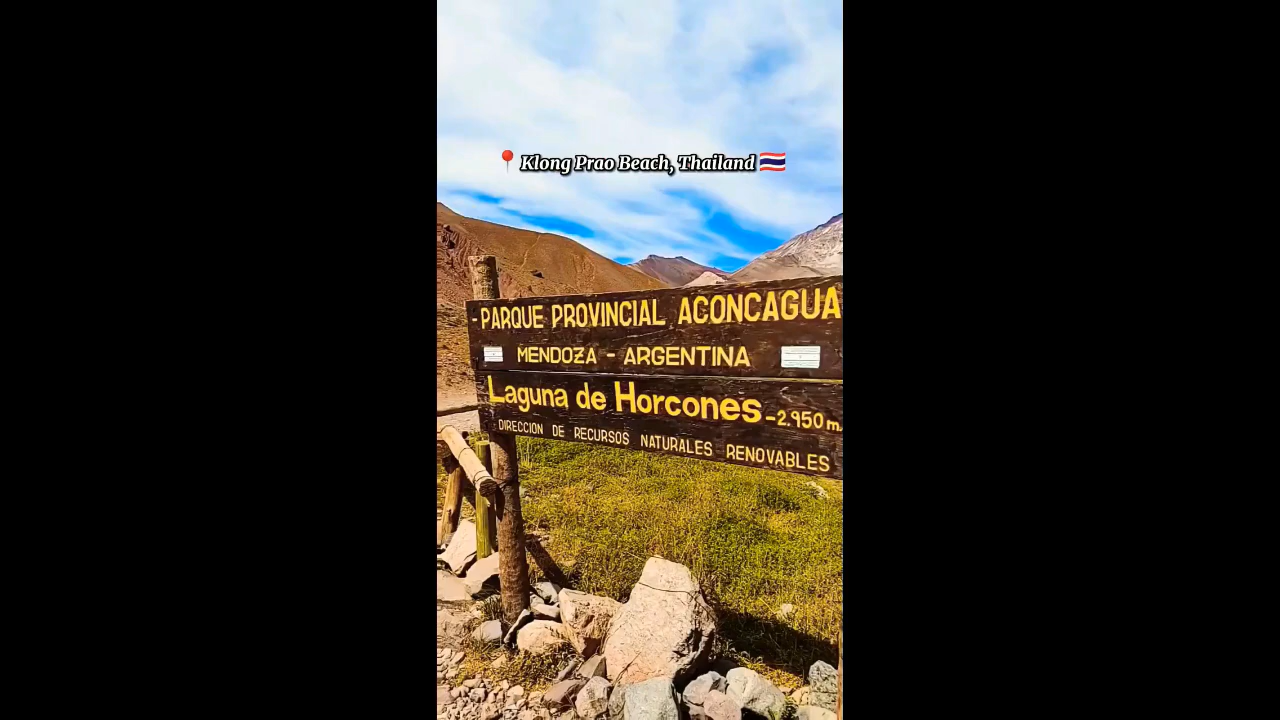 📍Klong Prao Beach, Thailand🇹🇭
-PARQUE PROVINCIAL ACONCAGUA
MENDOZA - ARGENTINA
Laguna de Horcones -2.950 m.
DIRECCION DE RECURSOS NATURALES RENOVABLES